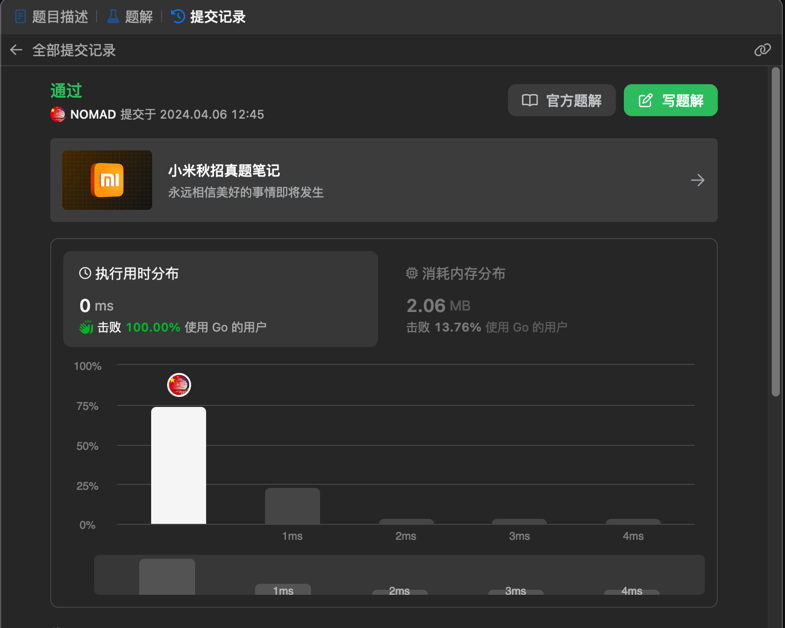 题目描述 | 题解 | 提交记录
全部提交记录
通过
NOMAD 提交于 2024.04.06 12:45
官方题解
写题解
mi
小米秋招真题笔记
永远相信美好的事情即将发生
执行用时分布
0 ms
击败 100.00% 使用 Go 的用户
消耗内存分布
2.06 MB
击败 13.76% 使用 Go 的用户
100%
75%
50%
25%
0%
1ms 2ms 3ms 4ms
1ms 2ms 3ms 4ms